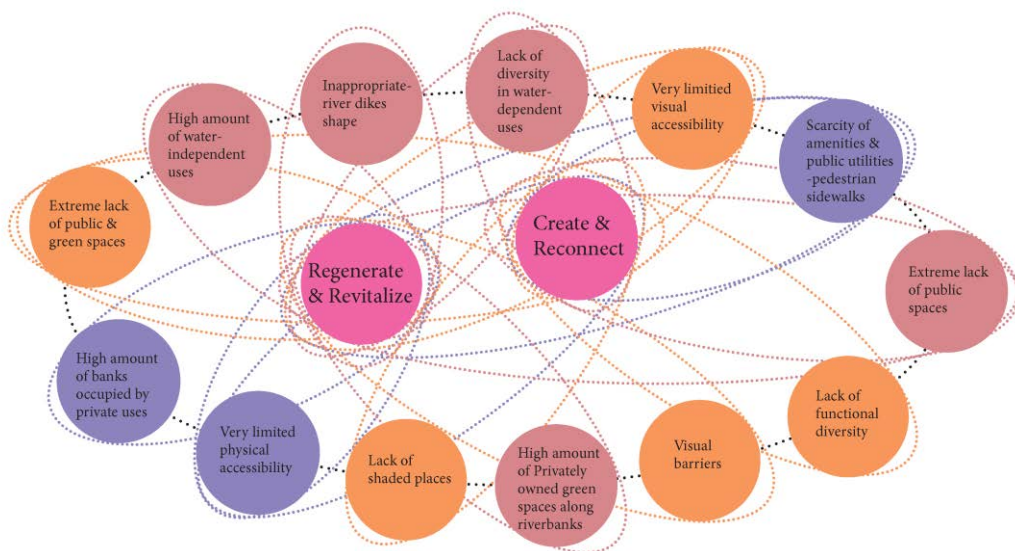 Inappropriate-
river dikes
shape
Lack of
diversity
in water-
dependent
uses
Very limitied
visual
accessibility
High amount
of water-
independent
uses
Scarcity of
amenities &
public utilities
-pedestrian
sidewalks
Extreme lack
of public &
green spaces
Create &
Reconnect
Regenerate
& Revitalize
Extreme lack
of public
spaces
High amount
of banks
occupied by
private uses
Lack of
functional
diversity
Very limited
physical
accessibility
Lack of
shaded places
High amount
of Privately
owned green
spaces along
riverbanks
Visual
barriers